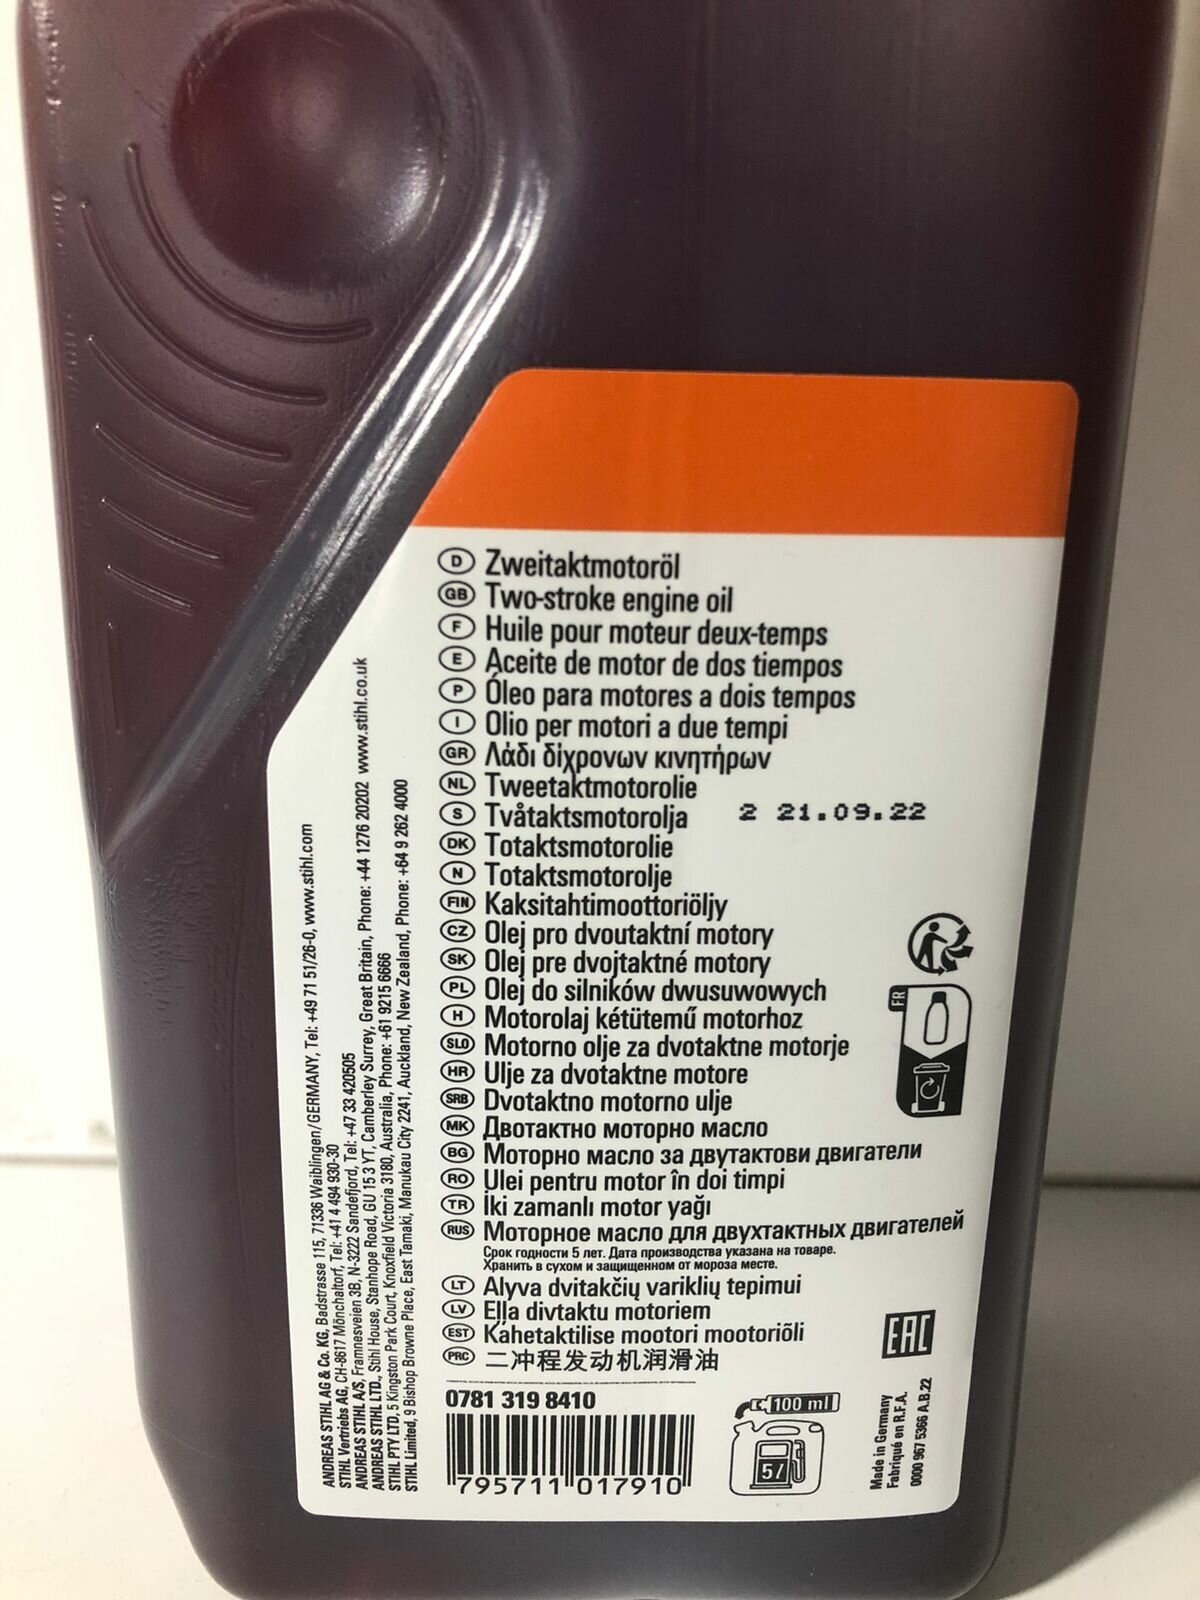 D Zweitaktmotoröl
GB Two-stroke engine oil
F Huile pour moteur deux-temps
E Aceite de motor de dos tiempos
P Óleo para motores a dois tempos
I Olio per motori a due tempi
GR Λάδι δίχρονων κινητήρων
NL Tweetaktmotorolie
S Tvåtaktsmotorolja
2 21.09.22
DK Totaktsmotorolie
N Totaktsmotorolje
FIN Kaksitahtimoottoriöljy
CZ Olej pro dvoutaktní motory
SK Olej pre dvojtaktné motory
PL Olej do silników dwusuwowych
H Motorolaj kétütemű motorhoz
SLO Motorno olje za dvotaktne motorje
HR Ulje za dvotaktne motore
SRB Dvotaktno motorno ulje
MK Двотактно моторно масло
BG Моторно масло за двутактови двигатели
RO Ulei pentru motor în doi timpi
TR İki zamanlı motor yağı
RUS Моторное масло для двухтактных двигателей
Срок годности 5 лет. Дата производства указана на товаре.
Хранить в сухом и защищенном от мороза месте.
LT Alyva dvitakčių variklių tepimui
LV Eļļa divtaktu motoriem
EST Kahetaktilise mootori mootoriõli
PRC 二冲程发动机润滑油
0781 319 8410
795711 017910
100 ml
5l
FR
EAC
Made in Germany
Fabriqué en R.F.A.
0000 967 5366 A.B.22
ANDREAS STIHL AG & Co. KG, Badstrasse 115, 71336 Waiblingen/GERMANY, Tel: +49 71 51/26-0, www.stihl.com
STIHL Vertriebs AG, CH-8617 Mönchaltorf, Tel: +41 4 494 930-30
ANDREAS STIHL A/S, Framnesveien 3B, N-3222 Sandefjord, Tel: +47 33 420505
ANDREAS STIHL LTD., Stihl House, Stanhope Road, GU 15 3 YT, Camberley Surrey, Great Britain, Phone: +44 1276 20202 www.stihl.co.uk
STIHL PTY LTD, 5 Kingston Park Court, Knoxfield Victoria 3180, Australia, Phone: +61 9215 6666
STIHL Limited, 9 Bishop Browne Place, East Tamaki, Manukau City 2241, Auckland, New Zealand, Phone: +64 9 262 4000